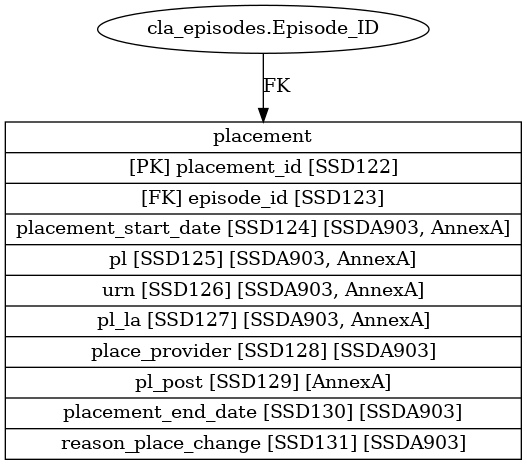 cla_episodes.Episode_ID
FK
placement
[PK] placement_id [SSD122]
[FK] episode_id [SSD123]
placement_start_date [SSD124] [SSDA903, AnnexA]
pl [SSD125] [SSDA903, AnnexA]
urn [SSD126] [SSDA903, AnnexA]
pl_la [SSD127] [SSDA903, AnnexA]
place_provider [SSD128] [SSDA903]
pl_post [SSD129] [AnnexA]
placement_end_date [SSD130] [SSDA903]
reason_place_change [SSD131] [SSDA903]